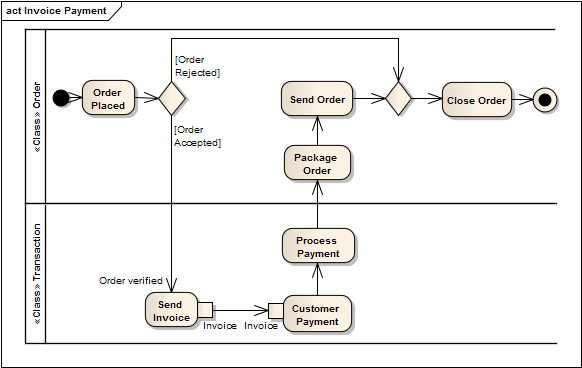 act Invoice Payment
«Class» Order
Order
Placed
[Order
Rejected]
[Order
Accepted]
Send Order
Close Order
Package
Order
«Class» Transaction
Process
Payment
Order verified
Send
Invoice
Invoice
Invoice
Customer
Payment